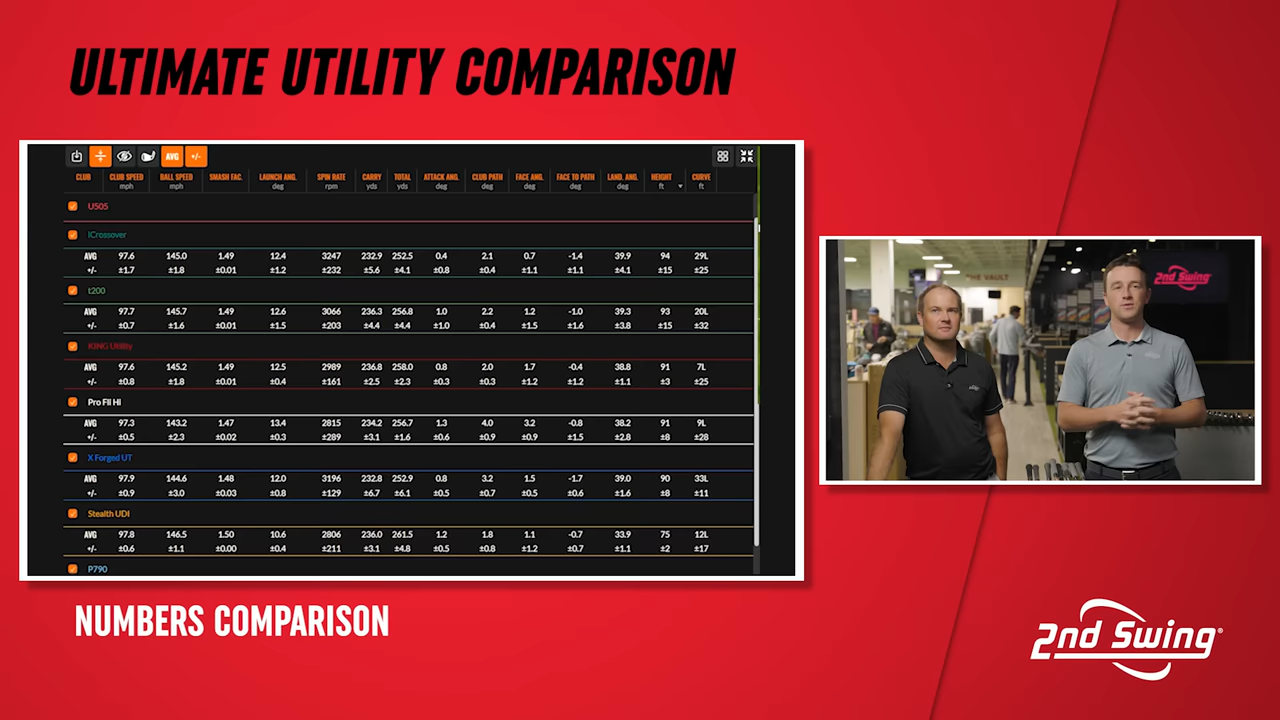 ULTIMATE UTILITY COMPARISON
AVG +/-
CLUB CLUB SPEED BALL SPEED SMASH FAC. LAUNCH ANG. SPIN RATE CARRY TOTAL ATTACK ANG. CLUB PATH FACE ANG. FACE TO PATH LAND. ANG. HEIGHT CURVE
mph mph deg rpm yds yds deg deg deg deg deg ft ft
U505
iCrossover
AVG 97.6 145.0 1.49 12.4 3247 232.9 252.5 0.4 2.1 0.7 -1.4 39.9 94 29L
+/- ±1.7 ±1.8 ±0.01 ±1.2 ±232 ±5.6 ±4.1 ±0.8 ±0.4 ±1.1 ±1.1 ±4.1 ±15 ±25
t200
AVG 97.7 145.7 1.49 12.6 3066 236.3 256.8 1.0 2.2 1.2 -1.0 39.3 93 20L
+/- ±0.7 ±1.6 ±0.01 ±1.5 ±203 ±4.4 ±4.4 ±1.0 ±0.4 ±1.5 ±1.6 ±3.8 ±15 ±32
KING Utility
AVG 97.6 145.2 1.49 12.5 2989 236.8 258.0 0.8 2.0 1.7 -0.4 38.8 91 7L
+/- ±0.8 ±1.8 ±0.01 ±0.4 ±161 ±2.5 ±2.3 ±0.3 ±0.3 ±1.2 ±1.2 ±1.1 ±3 ±25
Pro Fli Hi
AVG 97.3 143.2 1.47 13.4 2815 234.2 256.7 1.3 4.0 3.2 -0.8 38.2 91 9L
+/- ±0.5 ±2.3 ±0.02 ±0.3 ±289 ±3.1 ±1.6 ±0.6 ±0.9 ±0.9 ±1.5 ±2.8 ±8 ±28
X Forged UT
AVG 97.9 144.6 1.48 12.0 3196 232.8 252.9 0.8 3.2 1.5 -1.7 39.0 90 33L
+/- ±0.9 ±3.0 ±0.03 ±0.8 ±129 ±6.7 ±6.1 ±0.5 ±0.7 ±0.5 ±0.6 ±1.6 ±8 ±11
Stealth UDI
AVG 97.8 146.5 1.50 10.6 2806 236.0 261.5 1.2 1.8 1.1 -0.7 33.9 75 12L
+/- ±0.6 ±1.1 ±0.00 ±0.4 ±211 ±3.1 ±4.8 ±0.5 ±0.8 ±1.2 ±0.7 ±1.1 ±2 ±17
P790
THE VAULT
2nd Swing
NUMBERS COMPARISON
2nd Swing®